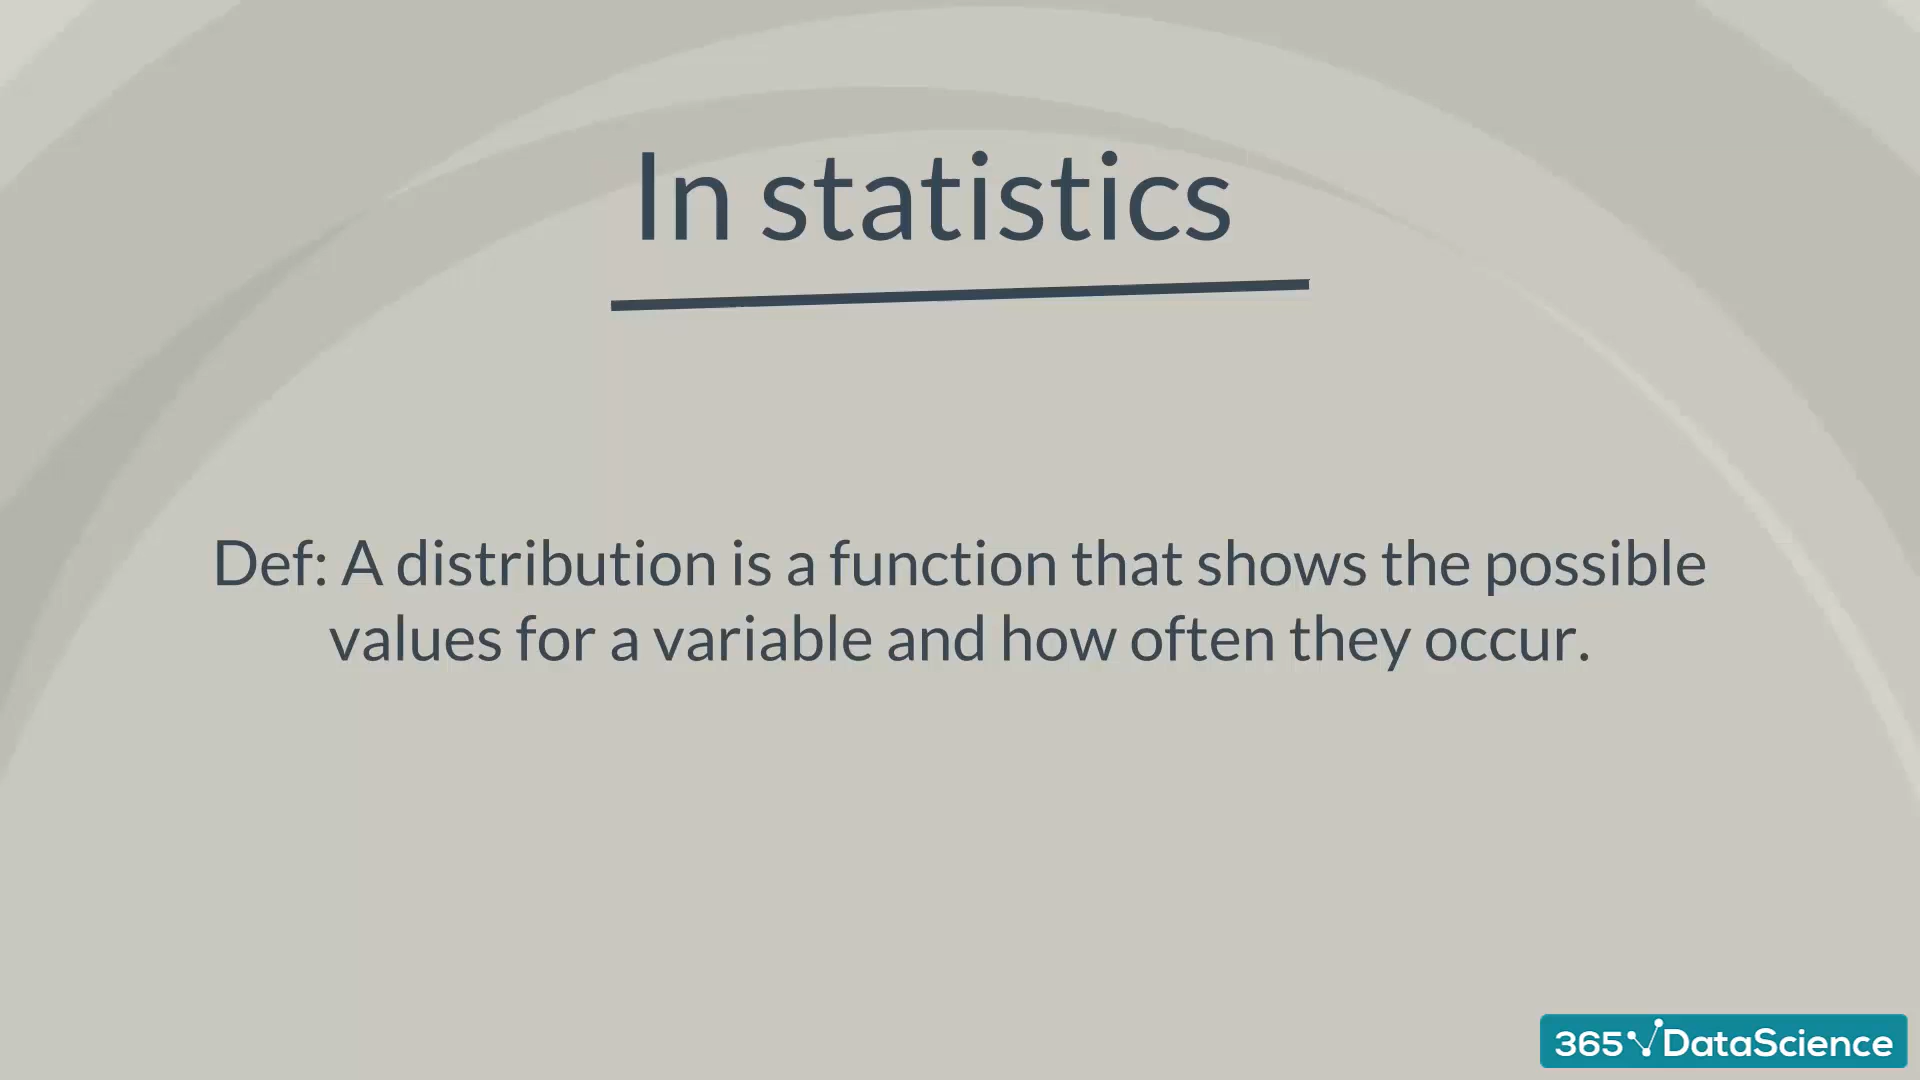 In statistics
Def: A distribution is a function that shows the possible
values for a variable and how often they occur.
365 DataScience